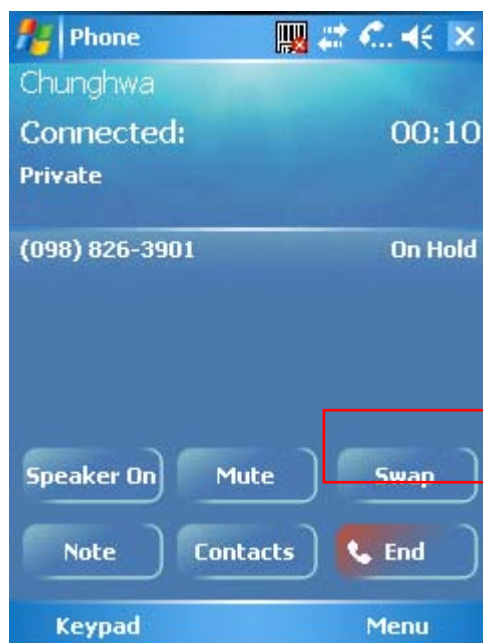 Phone
Chunghwa
Connected: 00:10
Private
(098) 826-3901 On Hold
Speaker On Mute Swap
Note Contacts End
Keypad Menu